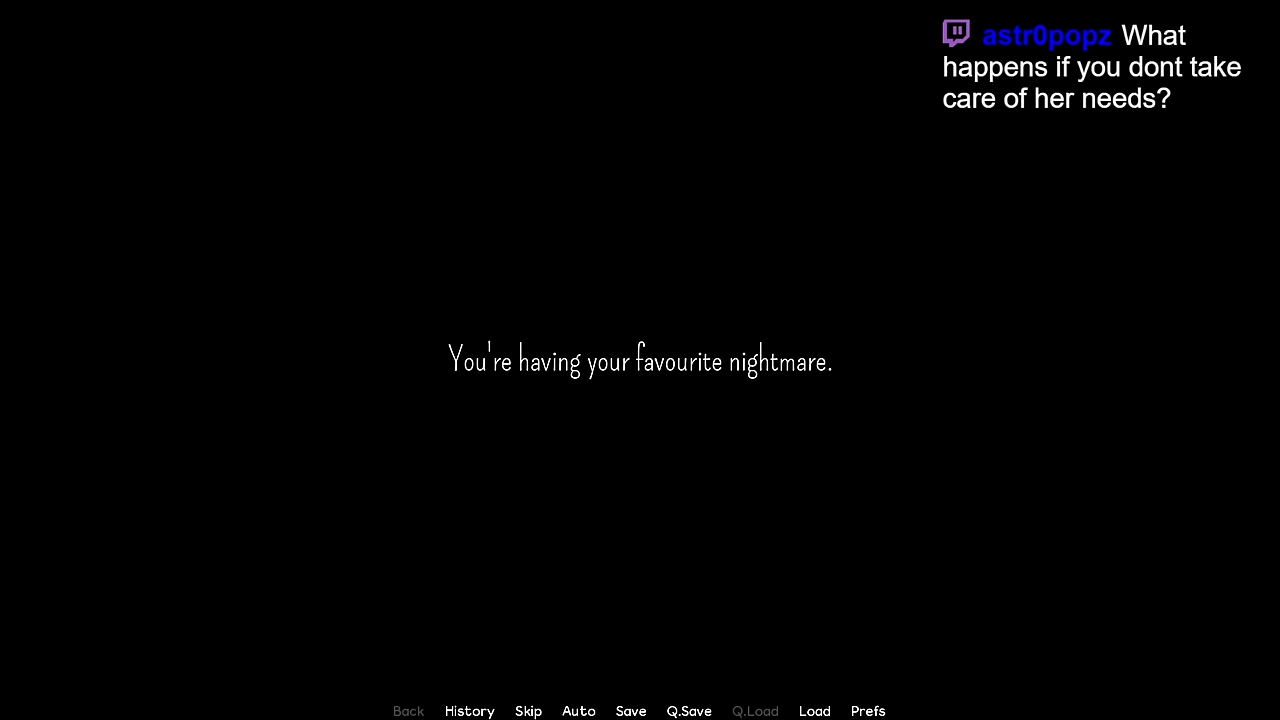 astr0popz What
happens if you dont take
care of her needs?
You're having your favourite nightmare.
Back History Skip Auto Save Q.Save Q.Load Load Prefs